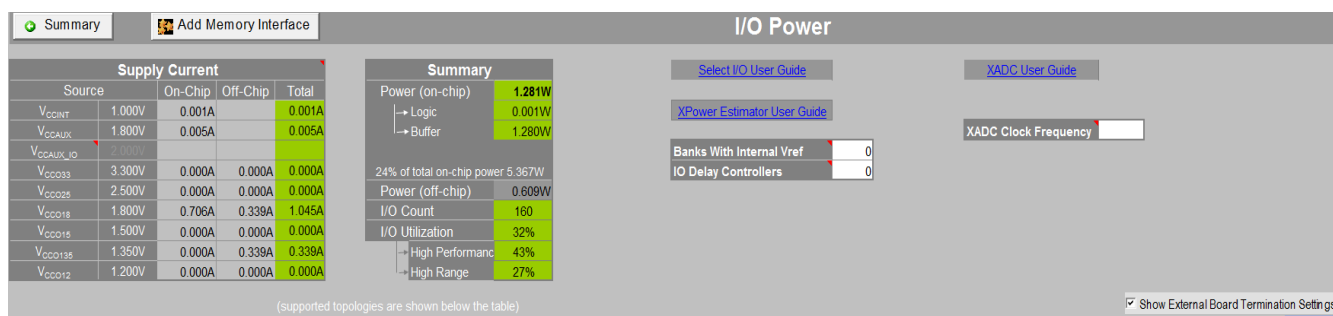 Summary
Add Memory Interface
I/O Power
Supply Current
Source On-Chip Off-Chip Total
VCCINT 1.000V 0.001A 0.001A
VCCAUX 1.800V 0.005A 0.005A
VCCAUX_IO 2.000V
VCCO33 3.300V 0.000A 0.000A 0.000A
VCCO25 2.500V 0.000A 0.000A 0.000A
VCCO18 1.800V 0.706A 0.339A 1.045A
VCCO15 1.500V 0.000A 0.000A 0.000A
VCCO135 1.350V 0.000A 0.339A 0.339A
VCCO12 1.200V 0.000A 0.000A 0.000A
Summary
Power (on-chip) 1.281W
Logic 0.001W
Buffer 1.280W
24% of total on-chip power 5.367W
Power (off-chip) 0.609W
I/O Count 160
I/O Utilization 32%
High Performanc 43%
High Range 27%
Select I/O User Guide
XPower Estimator User Guide
Banks With Internal Vref 0
IO Delay Controllers 0
XADC User Guide
XADC Clock Frequency
(supported topologies are shown below the table)
Show External Board Termination Settings